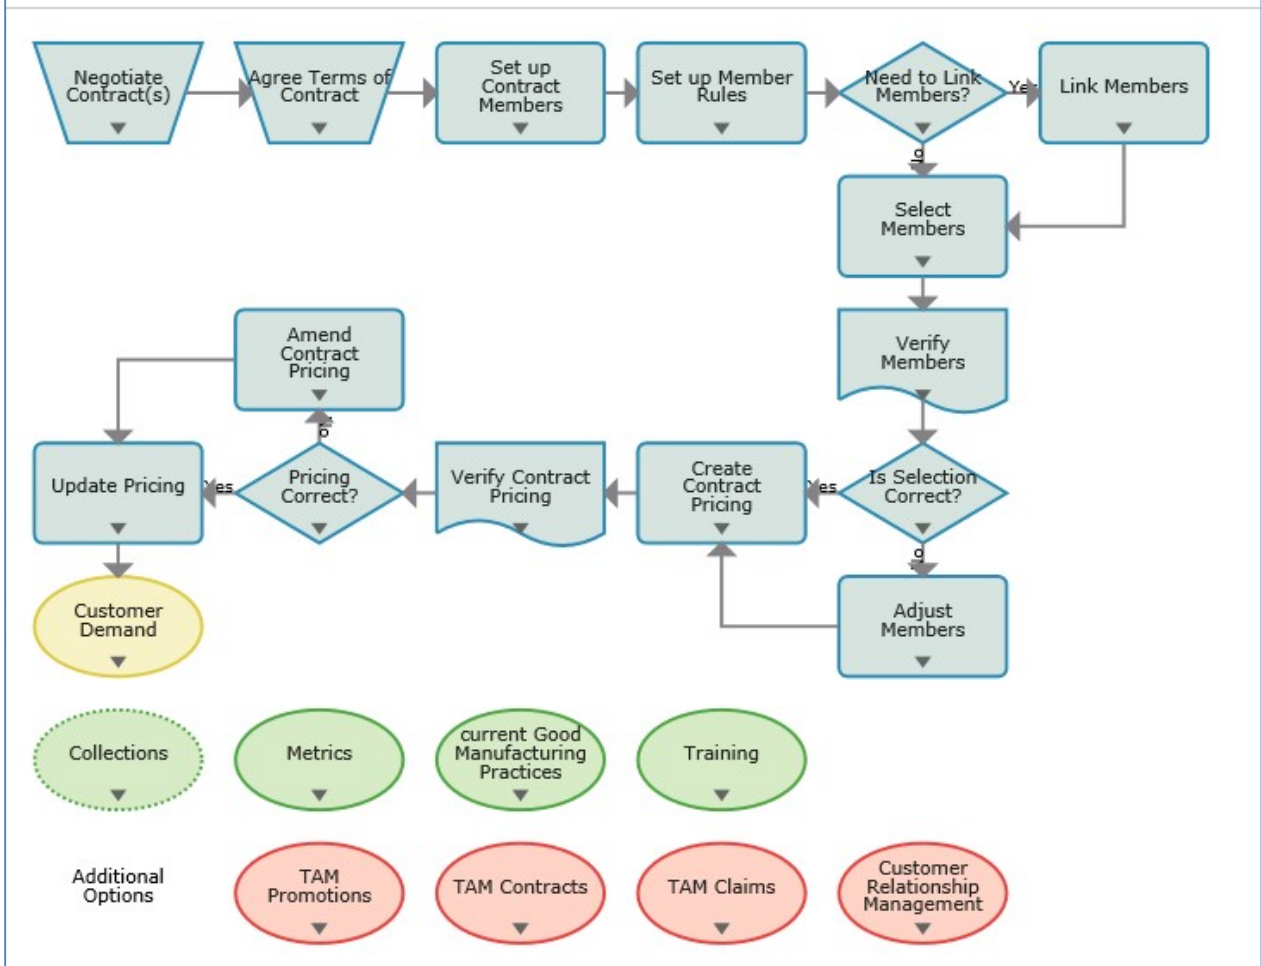 Negotiate
Contract(s)
Agree Terms of
Contract
Set up
Contract
Members
Set up Member
Rules
Need to Link
Members?
Yes
Link Members
Select
Members
Verify
Members
Amend
Contract
Pricing
Update Pricing
Yes
Pricing
Correct?
Verify Contract
Pricing
Create
Contract
Pricing
Yes
Is Selection
Correct?
Customer
Demand
Adjust
Members
Collections
Metrics
current Good
Manufacturing
Practices
Training
Additional
Options
TAM
Promotions
TAM Contracts
TAM Claims
Customer
Relationship
Management